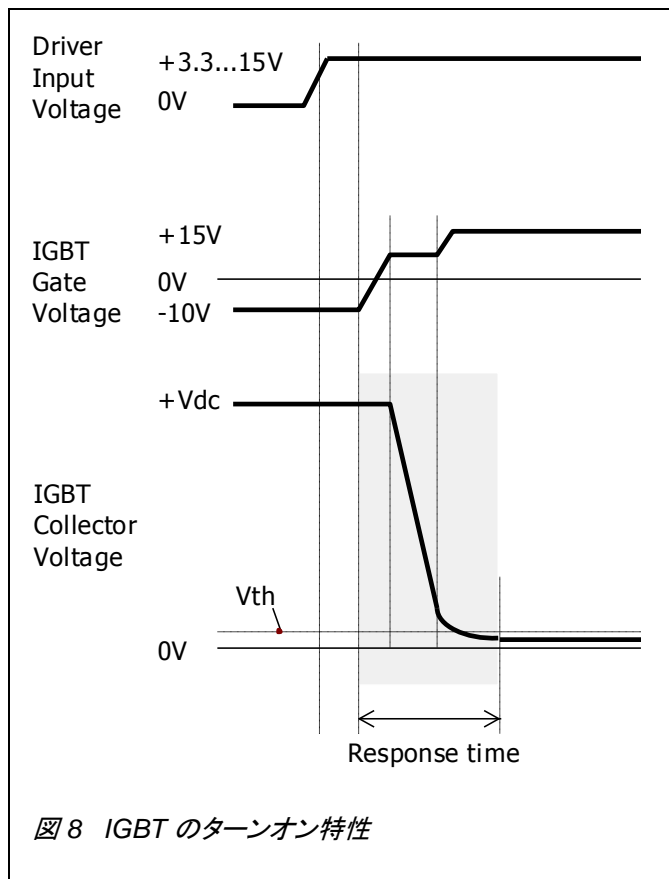 Driver
Input
Voltage
+3.3...15V
0V
IGBT
Gate
Voltage
+15V
0V
-10V
+Vdc
IGBT
Collector
Voltage
Vth
0V
Response time
図 8 IGBT のターンオン特性